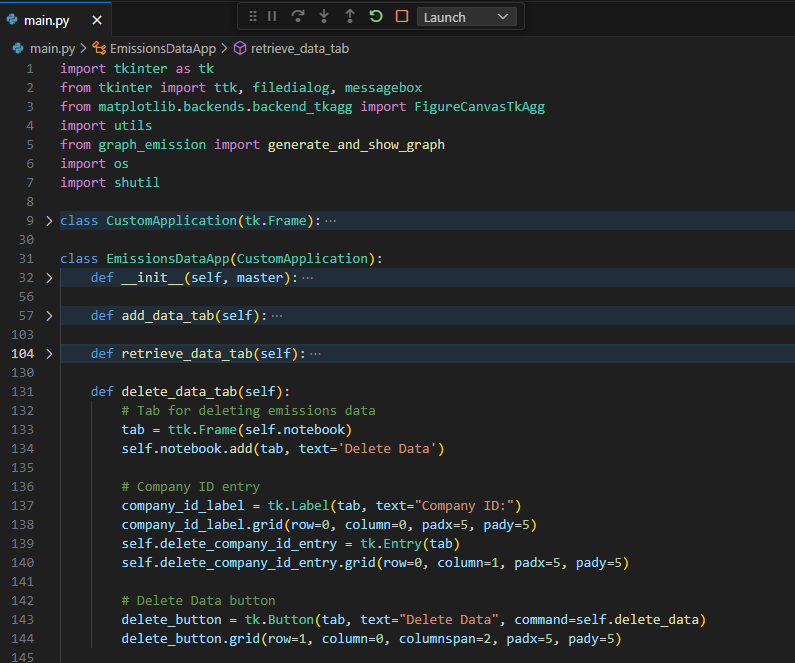 main.py ×
Launch
main.py > EmissionsDataApp > retrieve_data_tab
1 import tkinter as tk
2 from tkinter import ttk, filedialog, messagebox
3 from matplotlib.backends.backend_tkagg import FigureCanvasTkAgg
4 import utils
5 from graph_emission import generate_and_show_graph
6 import os
7 import shutil
8
9 > class CustomApplication(tk.Frame): ···
30
31 class EmissionsDataApp(CustomApplication):
32 > def __init__(self, master): ···
56
57 > def add_data_tab(self): ···
103
104 > def retrieve_data_tab(self): ···
130
131 def delete_data_tab(self):
132 # Tab for deleting emissions data
133 tab = ttk.Frame(self.notebook)
134 self.notebook.add(tab, text='Delete Data')
135
136 # Company ID entry
137 company_id_label = tk.Label(tab, text="Company ID:")
138 company_id_label.grid(row=0, column=0, padx=5, pady=5)
139 self.delete_company_id_entry = tk.Entry(tab)
140 self.delete_company_id_entry.grid(row=0, column=1, padx=5, pady=5)
141
142 # Delete Data button
143 delete_button = tk.Button(tab, text="Delete Data", command=self.delete_data)
144 delete_button.grid(row=1, column=0, columnspan=2, padx=5, pady=5)
145